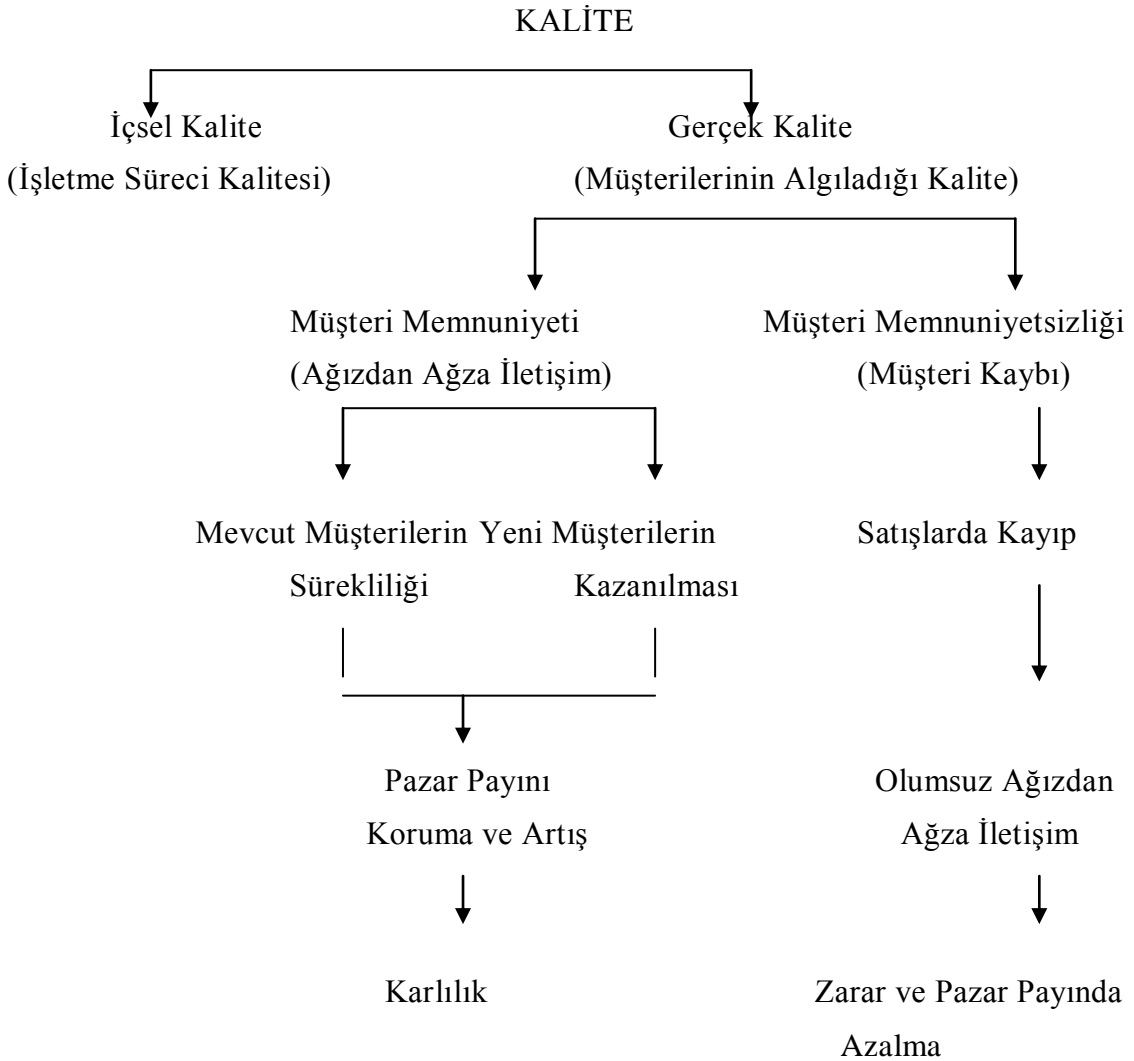 KALİTE
İçsel Kalite Gerçek Kalite
(İşletme Süreci Kalitesi) (Müşterilerinin Algıladığı Kalite)
Müşteri Memnuniyeti Müşteri Memnuniyetsizliği
(Ağızdan Ağza İletişim) (Müşteri Kaybı)
Mevcut Müşterilerin Yeni Müşterilerin Satışlarda Kayıp
Sürekliliği Kazanılması
Pazar Payını Olumsuz Ağızdan
Koruma ve Artış Ağza İletişim
Karlılık Zarar ve Pazar Payında
Azalma